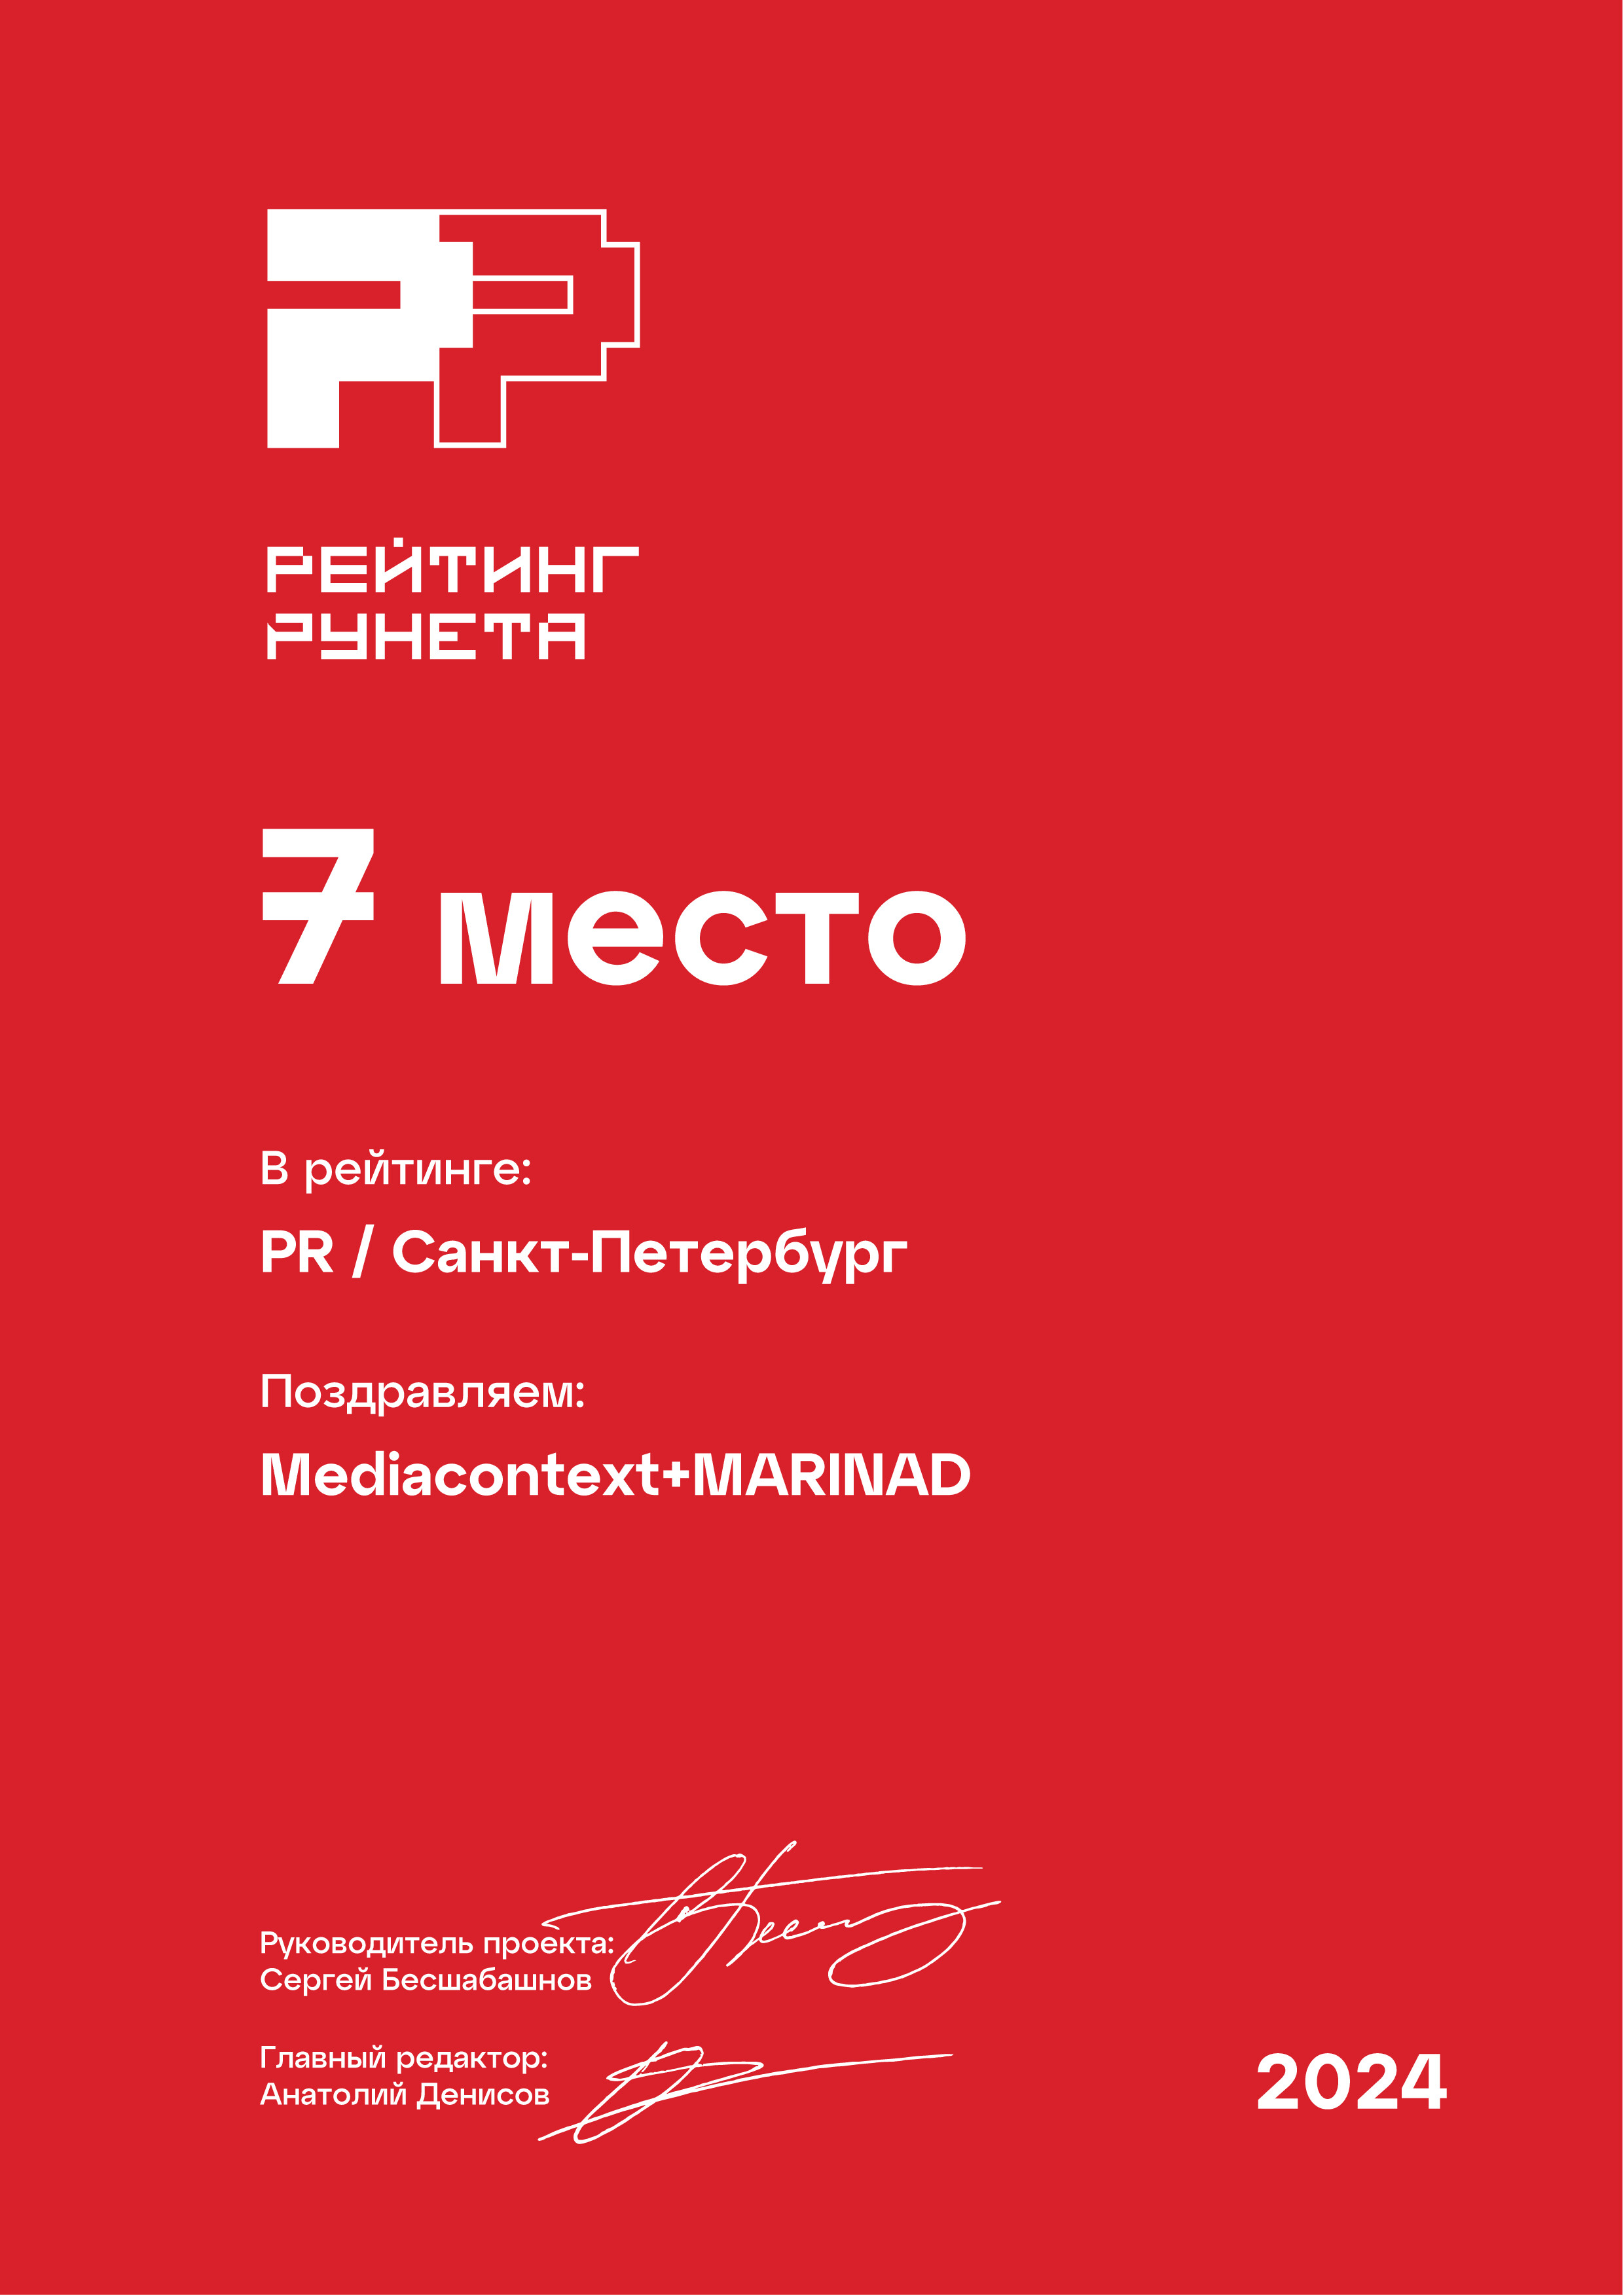 РЕЙТИНГ
РУНЕТА
7 место
В рейтинге:
PR / Санкт-Петербург
Поздравляем:
Mediacontext+MARINAD
Руководитель проекта:
Сергей Бесшабашнов
Главный редактор:
Анатолий Денисов
2024